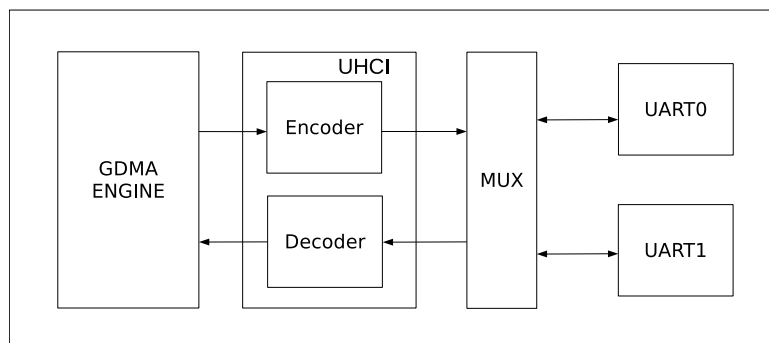 UHCI
GDMA
ENGINE
Encoder
Decoder
MUX
UART0
UART1